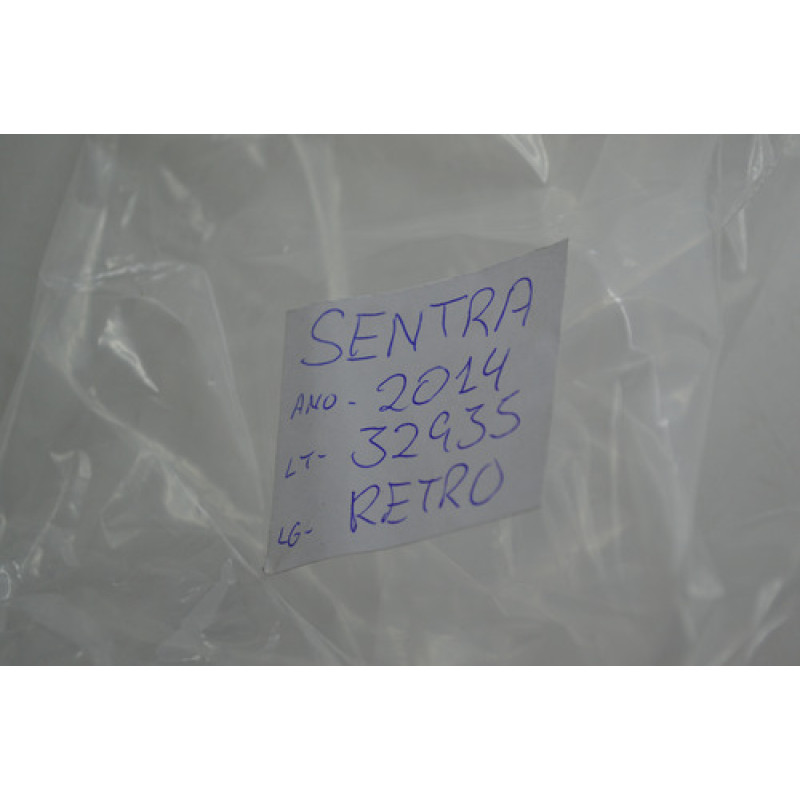 SENTRA
ANO- 2014
LT- 32935
LG- RETRO